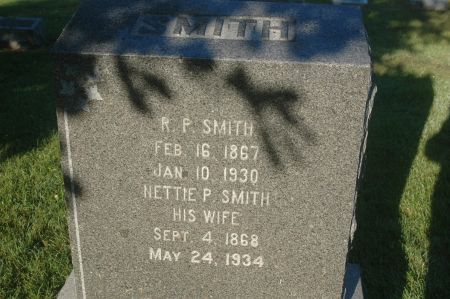 SMITH
R. P. SMITH
FEB. 16, 1867
JAN. 10, 1930
NETTIE P. SMITH
HIS WIFE
SEPT. 4, 1868
MAY 24, 1934